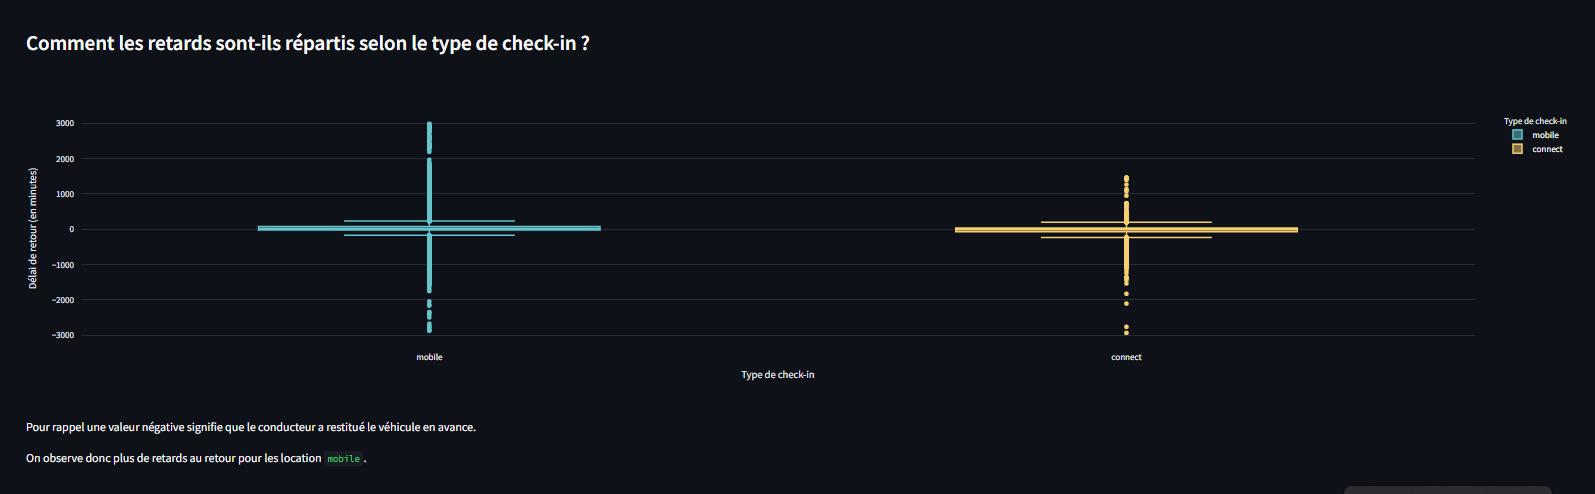 Comment les retards sont-ils répartis selon le type de check-in ?
Type de check-in
mobile
connect
Délai de retour (en minutes)
3000
2000
1000
0
−1000
−2000
−3000
mobile
connect
Type de check-in
Pour rappel une valeur négative signifie que le conducteur a restitué le véhicule en avance.
On observe donc plus de retards au retour pour les location mobile .